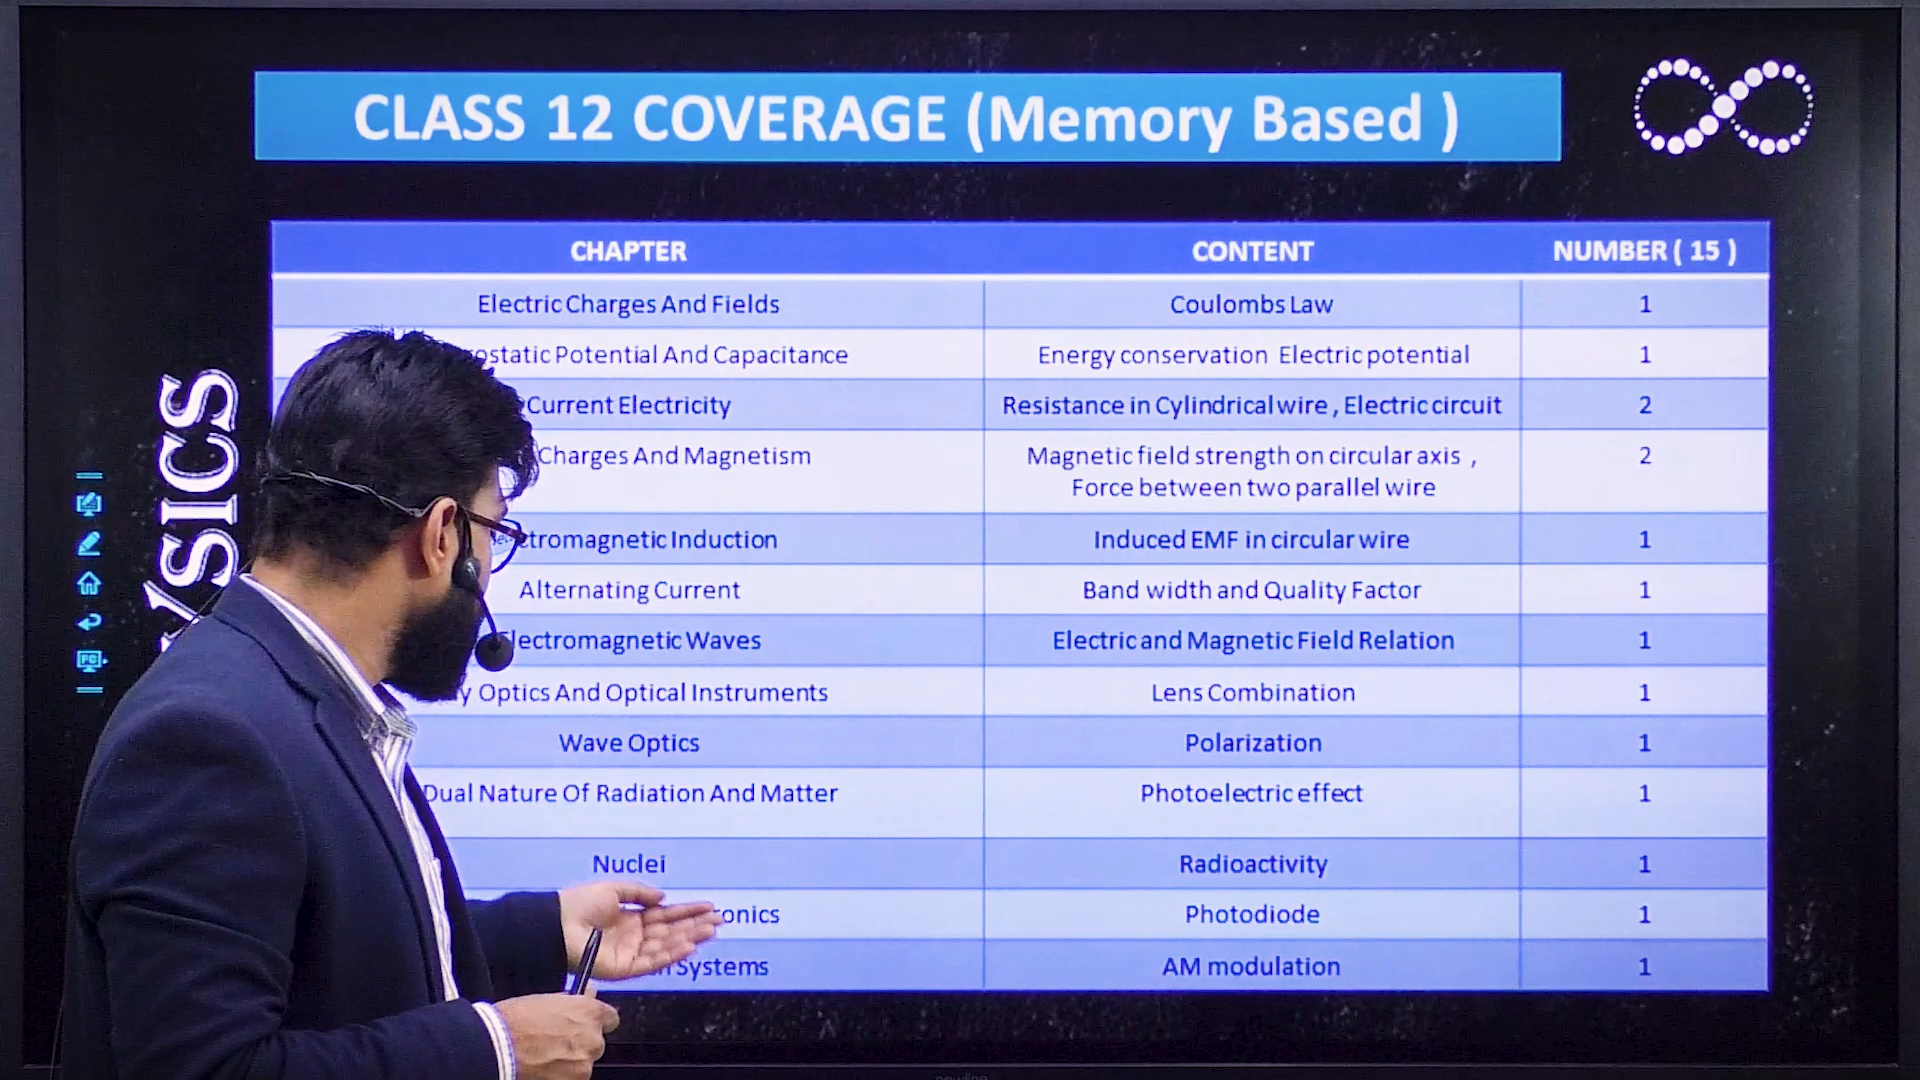 CLASS 12 COVERAGE (Memory Based )
CHAPTER CONTENT NUMBER ( 15 )
Electric Charges And Fields Coulombs Law 1
Potential And Capacitance Energy conservation Electric potential 1
Current Electricity Resistance in Cylindrical wire , Electric circuit 2
Charges And Magnetism Magnetic field strength on circular axis , 2
Force between two parallel wire
Induction Induced EMF in circular wire 1
Alternating Current Band width and Quality Factor 1
Waves Electric and Magnetic Field Relation 1
Optics And Optical Instruments Lens Combination 1
Wave Optics Polarization 1
Dual Nature Of Radiation And Matter Photoelectric effect 1
Nuclei Radioactivity 1
Photodiode 1
Systems AM modulation 1